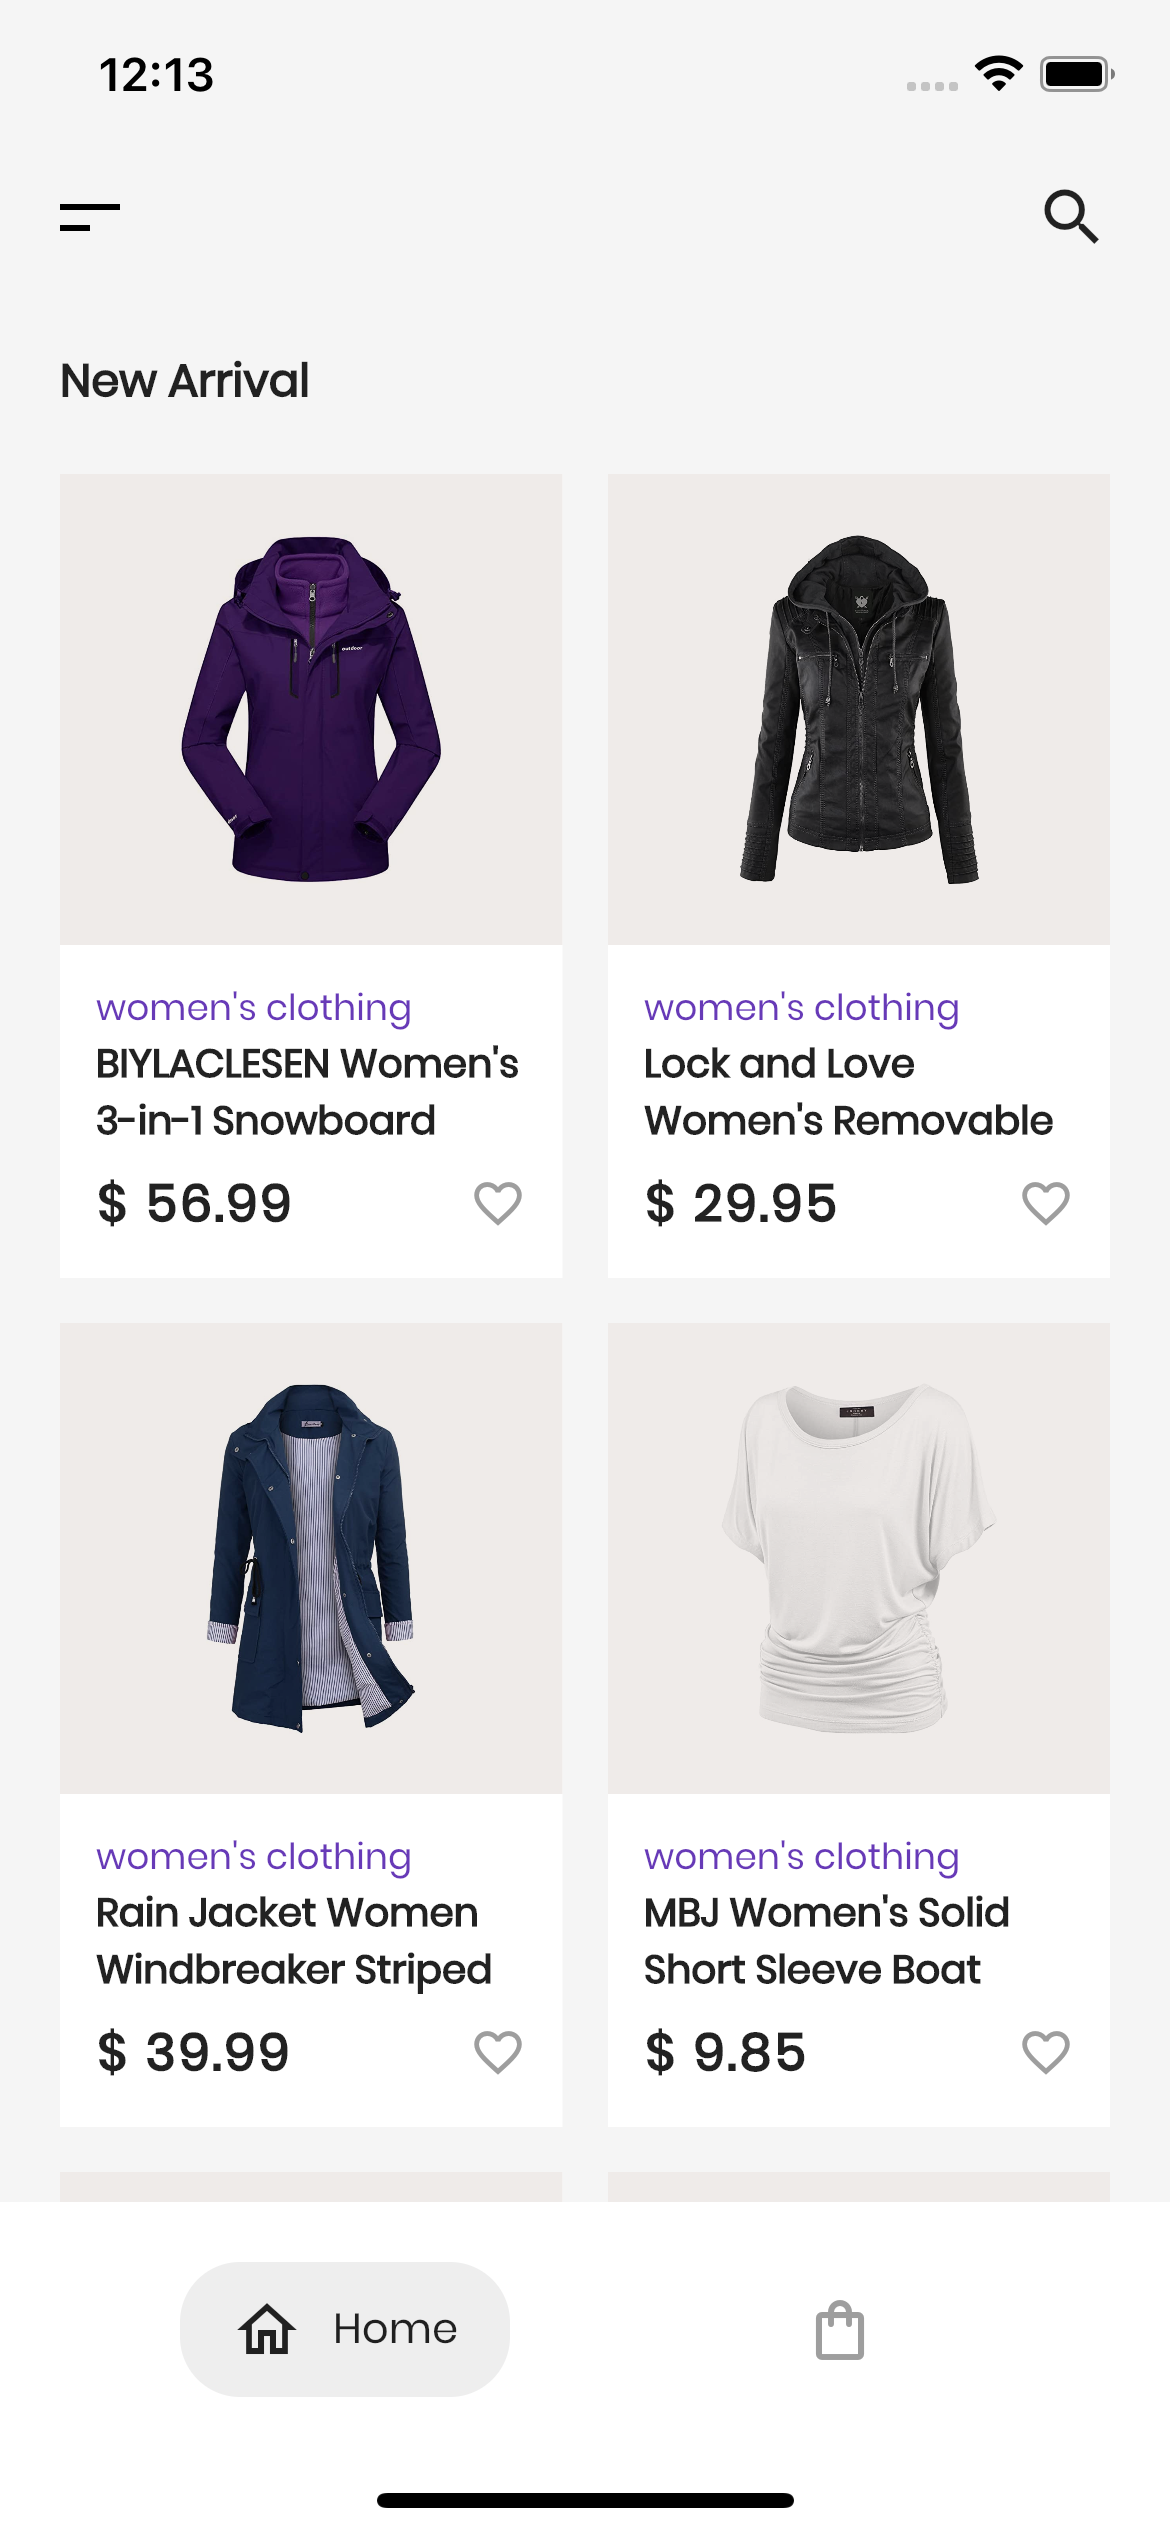 12:13
New Arrival
outdoor
women's clothing
BIYLACLESEN Women's
3-in-1 Snowboard
$ 56.99
women's clothing
Lock and Love
Women's Removable
$ 29.95
women's clothing
Rain Jacket Women
Windbreaker Striped
$ 39.99
women's clothing
MBJ Women's Solid
Short Sleeve Boat
$ 9.85
Home